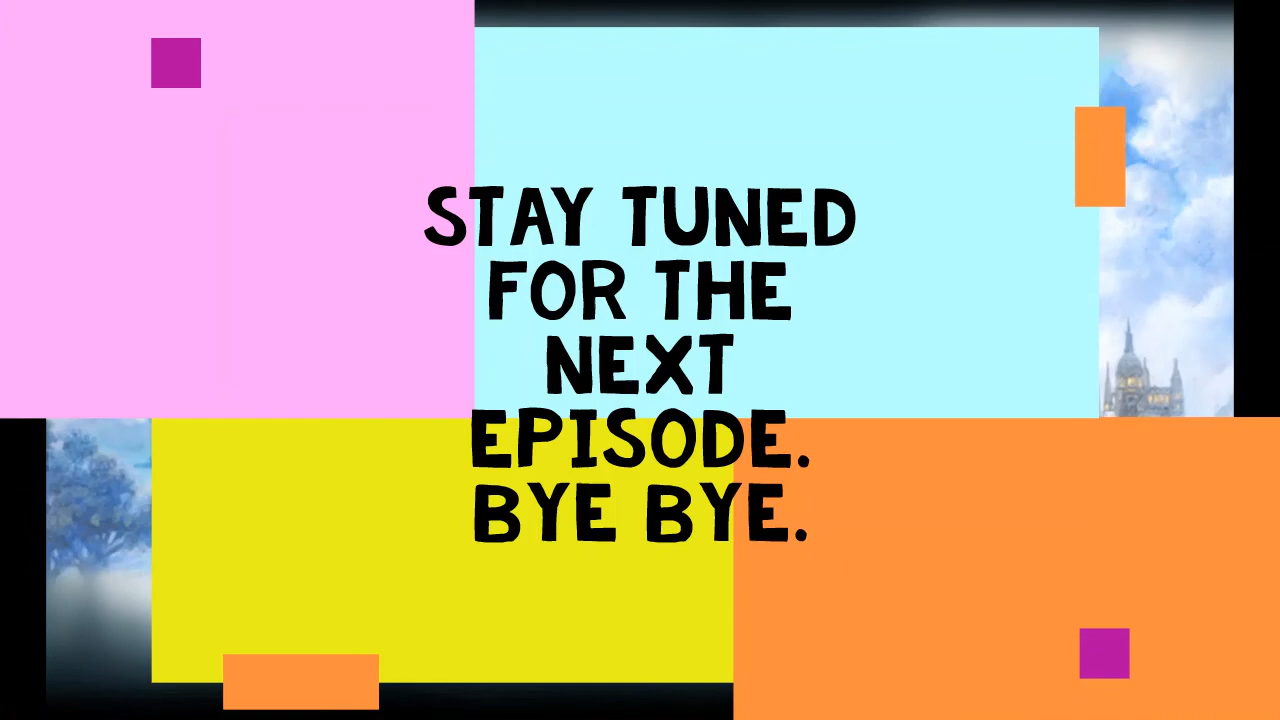 STAY TUNED
FOR THE
NEXT
EPISODE.
BYE BYE.